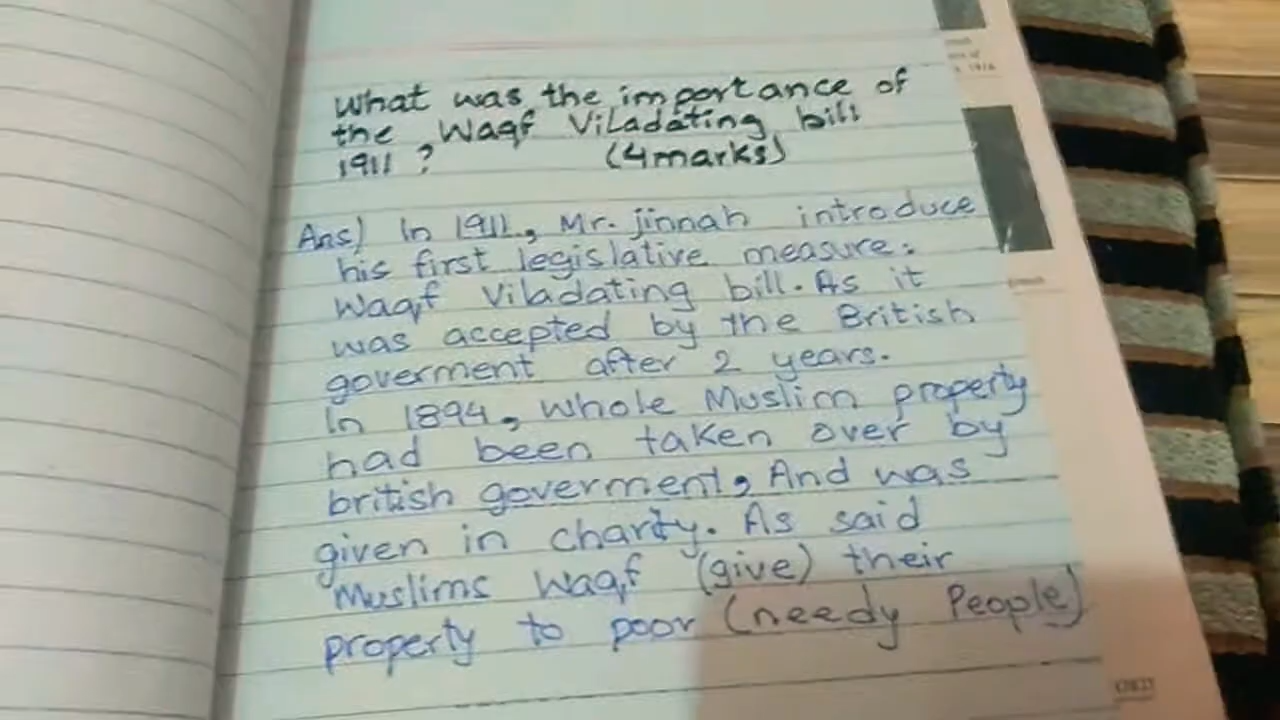 What was the importance of
the Waqf Viladating bill
1911 ? (4marks)
Ans) In 1911, Mr. jinnah introduce
his first legislative measure:
Waqf Viladating bill. As it
was accepted by the British
goverment after 2 years.
In 1894, whole Muslim property
had been taken over by
british goverment, And was
given in charity. As said
Muslims Waqf (give) their
property to poor (needy People)